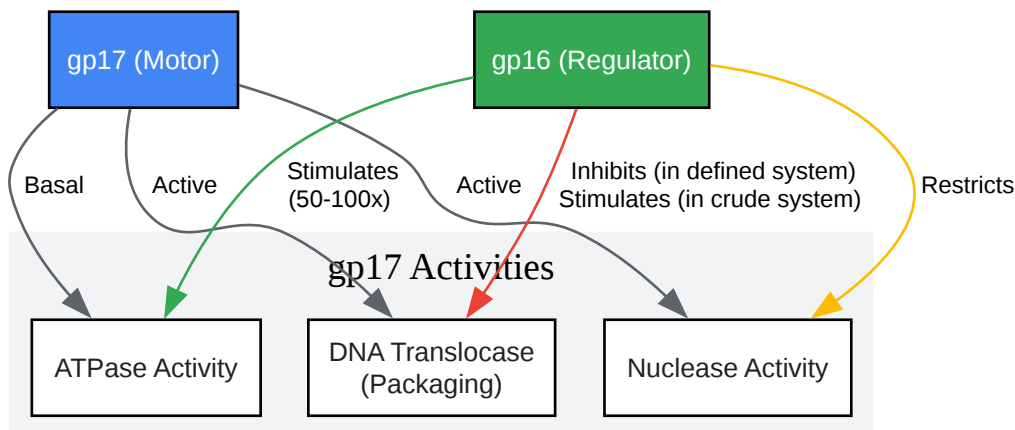 gp17 (Motor)
gp16 (Regulator)
Basal
Active
Stimulates
(50-100x)
Active
Inhibits (in defined system)
Stimulates (in crude system)
Restricts
gp17 Activities
ATPase Activity
DNA Translocase
(Packaging)
Nuclease Activity